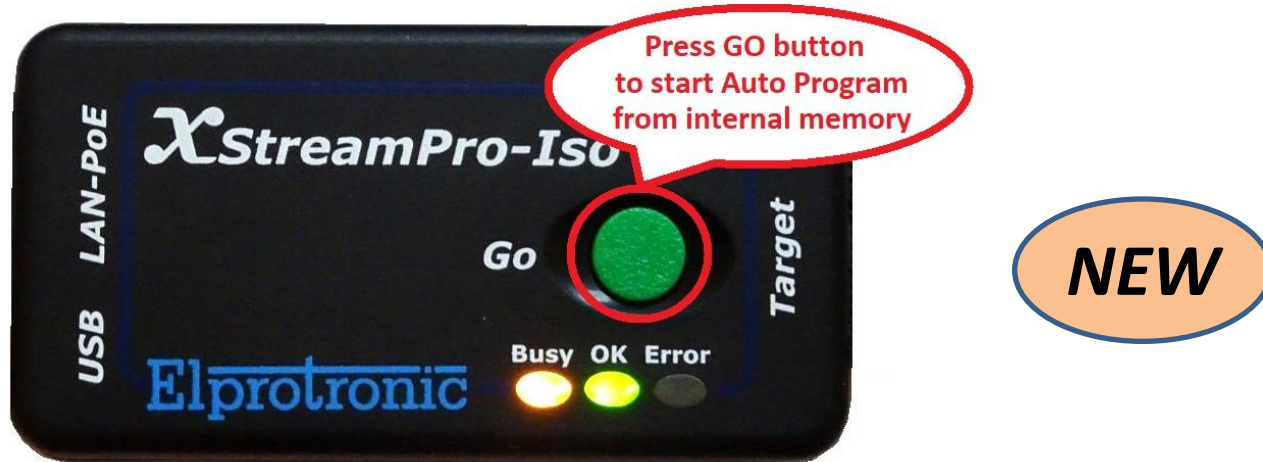 Press GO button
to start Auto Program
from internal memory
XStreamPro-Iso
LAN-PoE
USB
Go
Target
NEW
Busy OK Error
Elprotronic